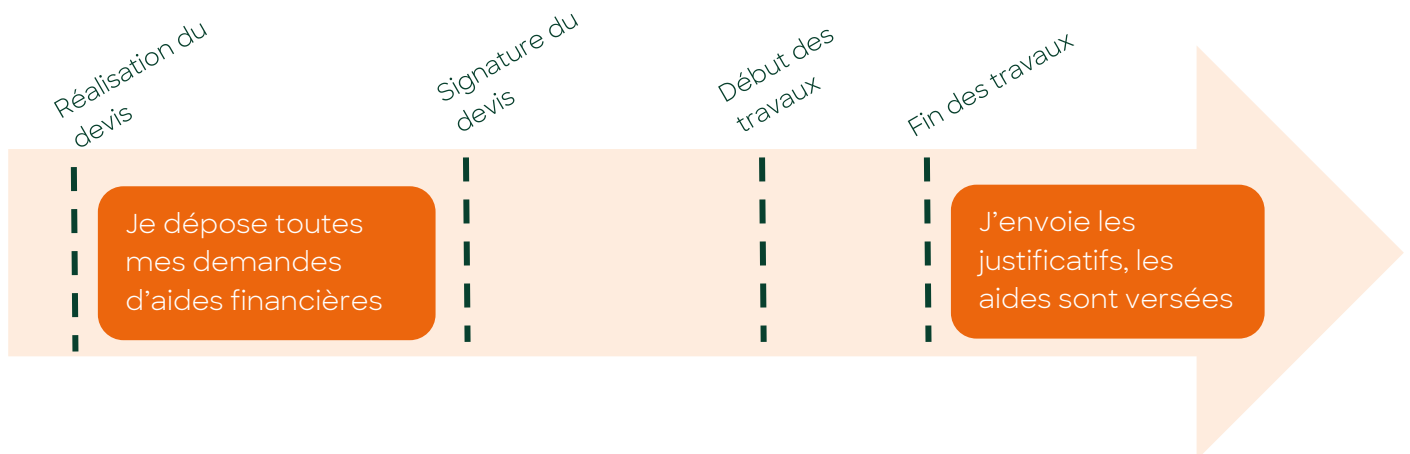 Réalisation du
devis
Signature du
devis
Début des
travaux
Fin des travaux
Je dépose toutes
mes demandes
d’aides financières
J’envoie les
justificatifs, les
aides sont versées